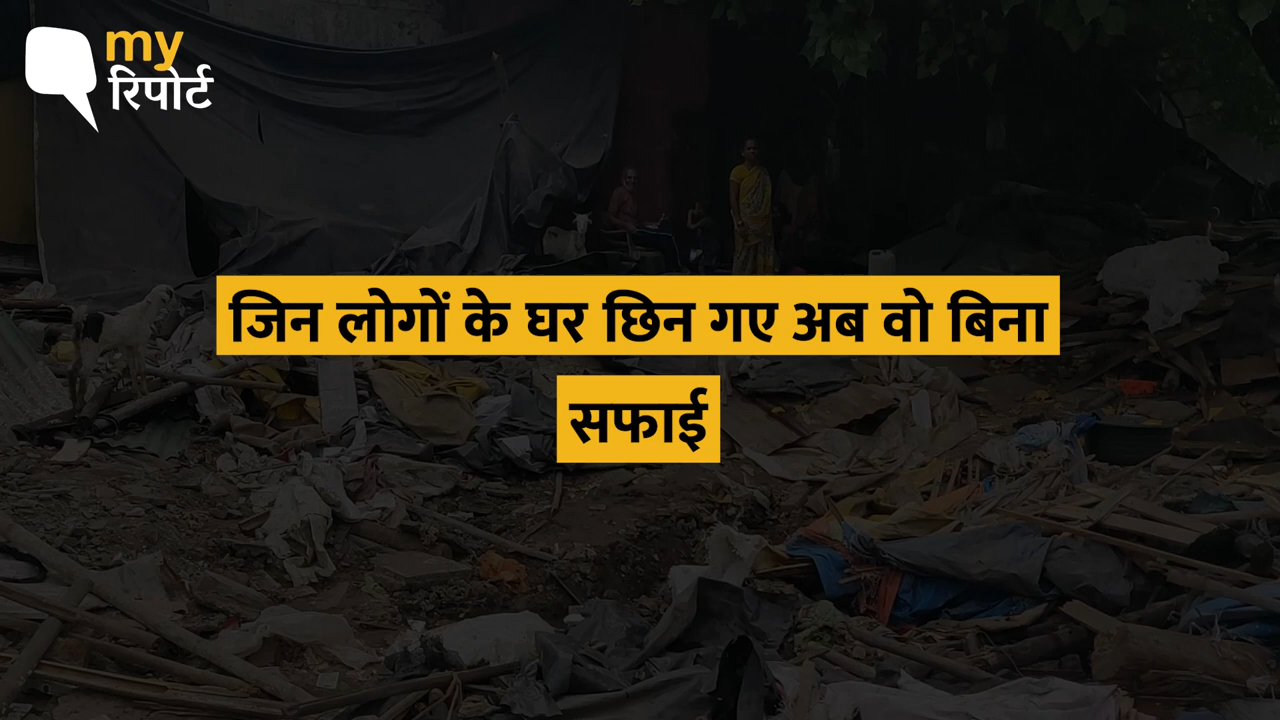 my
रिपोर्ट
जिन लोगों के घर छिन गए अब वो बिना
सफाई